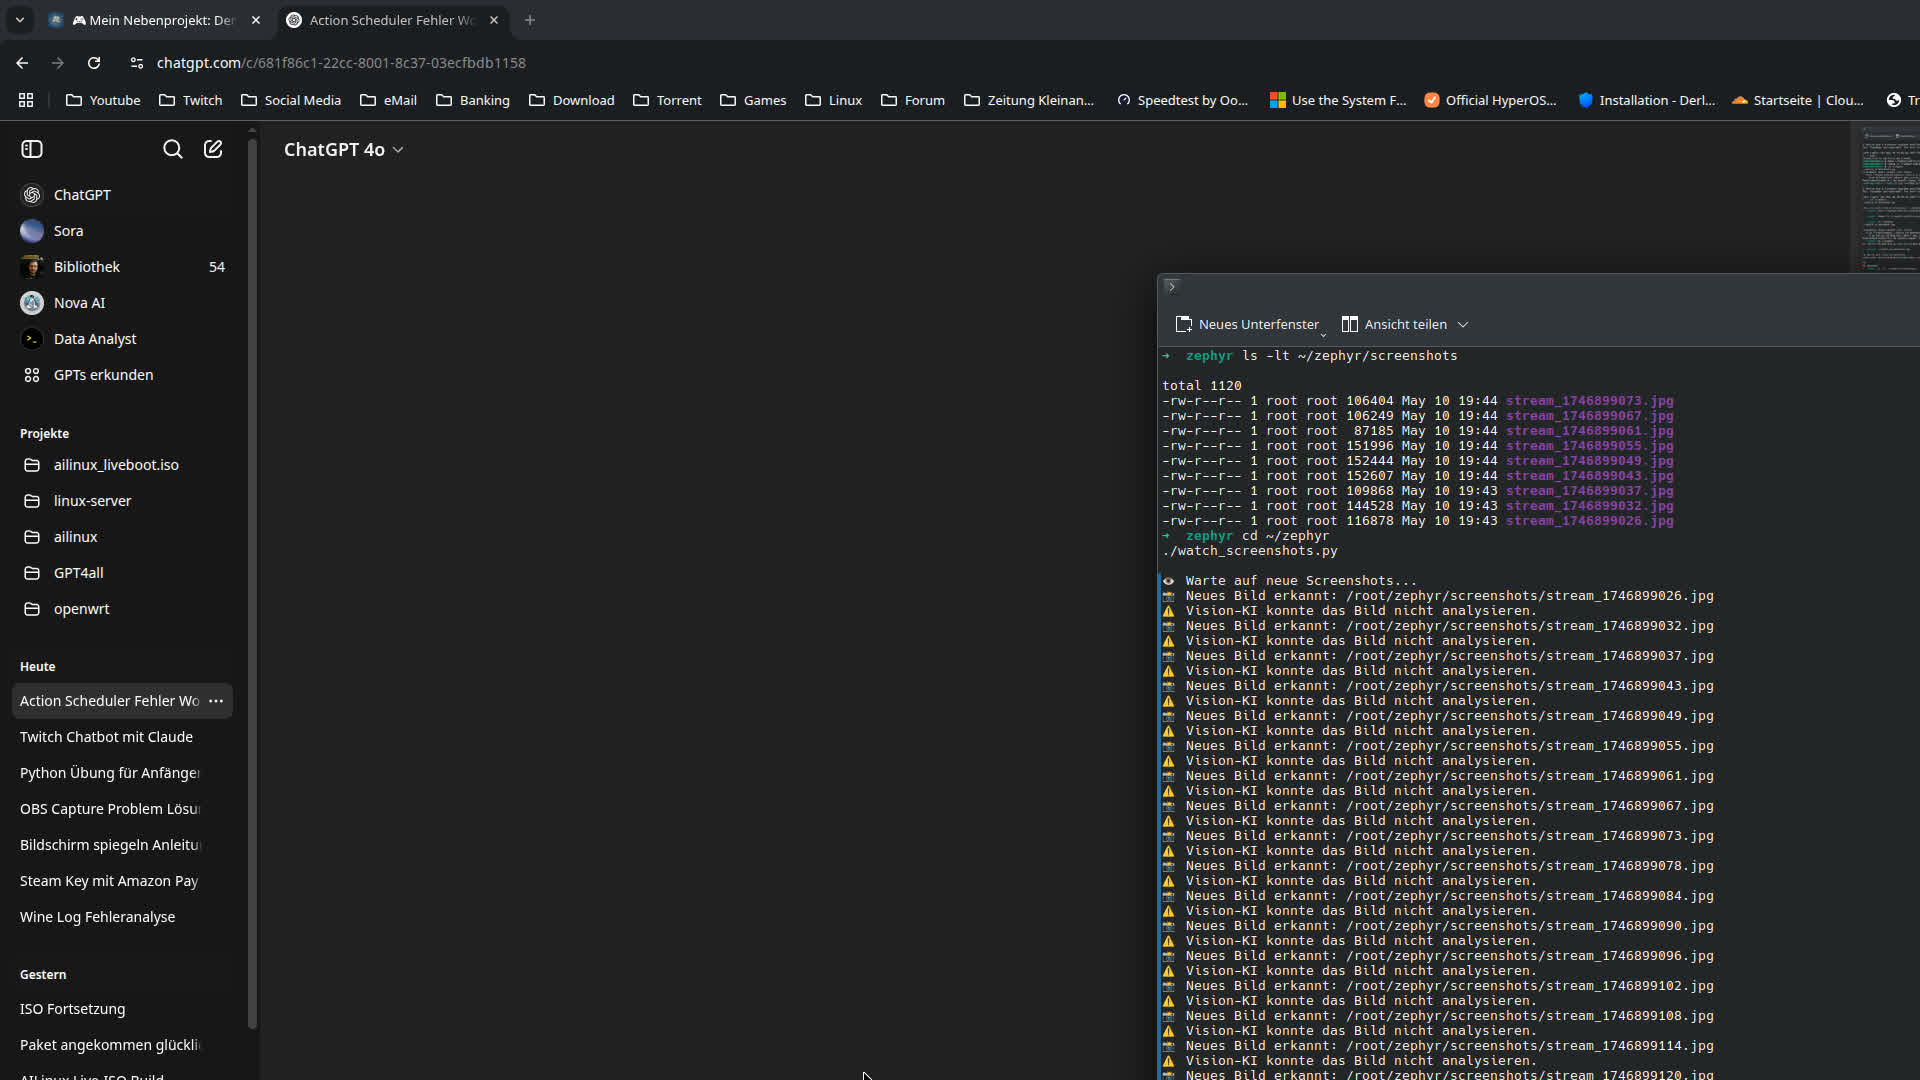 🎮 Mein Nebenprojekt: Der
Action Scheduler Fehler Wo
chatgpt.com/c/681f86c1-22cc-8001-8c37-03ecfbdb1158
Youtube
Twitch
Social Media
eMail
Banking
Download
Torrent
Games
Linux
Forum
Zeitung Kleinan...
Speedtest by Oo...
Use the System F...
Official HyperOS...
Installation - Derl...
Startseite | Clou...
Tr
ChatGPT 4o
ChatGPT
Sora
Bibliothek 54
Nova AI
Data Analyst
GPTs erkunden
Projekte
ailinux_liveboot.iso
linux-server
ailinux
GPT4all
openwrt
Heute
Action Scheduler Fehler Wo
Twitch Chatbot mit Claude
Python Übung für Anfänger
OBS Capture Problem Lösu
Bildschirm spiegeln Anleitu
Steam Key mit Amazon Pay
Wine Log Fehleranalyse
Gestern
ISO Fortsetzung
Paket angekommen glückli
AILinux Live ISO Build
Neues Unterfenster
Ansicht teilen
➜ zephyr ls -lt ~/zephyr/screenshots
total 1120
-rw-r--r-- 1 root root 106404 May 10 19:44 stream_1746899073.jpg
-rw-r--r-- 1 root root 106249 May 10 19:44 stream_1746899067.jpg
-rw-r--r-- 1 root root 87185 May 10 19:44 stream_1746899061.jpg
-rw-r--r-- 1 root root 151996 May 10 19:44 stream_1746899055.jpg
-rw-r--r-- 1 root root 152444 May 10 19:44 stream_1746899049.jpg
-rw-r--r-- 1 root root 152607 May 10 19:44 stream_1746899043.jpg
-rw-r--r-- 1 root root 109868 May 10 19:43 stream_1746899037.jpg
-rw-r--r-- 1 root root 144528 May 10 19:43 stream_1746899032.jpg
-rw-r--r-- 1 root root 116878 May 10 19:43 stream_1746899026.jpg
➜ zephyr cd ~/zephyr
./watch_screenshots.py
👁 Warte auf neue Screenshots...
📸 Neues Bild erkannt: /root/zephyr/screenshots/stream_1746899026.jpg
⚠️ Vision-KI konnte das Bild nicht analysieren.
📸 Neues Bild erkannt: /root/zephyr/screenshots/stream_1746899032.jpg
⚠️ Vision-KI konnte das Bild nicht analysieren.
📸 Neues Bild erkannt: /root/zephyr/screenshots/stream_1746899037.jpg
⚠️ Vision-KI konnte das Bild nicht analysieren.
📸 Neues Bild erkannt: /root/zephyr/screenshots/stream_1746899043.jpg
⚠️ Vision-KI konnte das Bild nicht analysieren.
📸 Neues Bild erkannt: /root/zephyr/screenshots/stream_1746899049.jpg
⚠️ Vision-KI konnte das Bild nicht analysieren.
📸 Neues Bild erkannt: /root/zephyr/screenshots/stream_1746899055.jpg
⚠️ Vision-KI konnte das Bild nicht analysieren.
📸 Neues Bild erkannt: /root/zephyr/screenshots/stream_1746899061.jpg
⚠️ Vision-KI konnte das Bild nicht analysieren.
📸 Neues Bild erkannt: /root/zephyr/screenshots/stream_1746899067.jpg
⚠️ Vision-KI konnte das Bild nicht analysieren.
📸 Neues Bild erkannt: /root/zephyr/screenshots/stream_1746899073.jpg
⚠️ Vision-KI konnte das Bild nicht analysieren.
📸 Neues Bild erkannt: /root/zephyr/screenshots/stream_1746899078.jpg
⚠️ Vision-KI konnte das Bild nicht analysieren.
📸 Neues Bild erkannt: /root/zephyr/screenshots/stream_1746899084.jpg
⚠️ Vision-KI konnte das Bild nicht analysieren.
📸 Neues Bild erkannt: /root/zephyr/screenshots/stream_1746899090.jpg
⚠️ Vision-KI konnte das Bild nicht analysieren.
📸 Neues Bild erkannt: /root/zephyr/screenshots/stream_1746899096.jpg
⚠️ Vision-KI konnte das Bild nicht analysieren.
📸 Neues Bild erkannt: /root/zephyr/screenshots/stream_1746899102.jpg
⚠️ Vision-KI konnte das Bild nicht analysieren.
📸 Neues Bild erkannt: /root/zephyr/screenshots/stream_1746899108.jpg
⚠️ Vision-KI konnte das Bild nicht analysieren.
📸 Neues Bild erkannt: /root/zephyr/screenshots/stream_1746899114.jpg
⚠️ Vision-KI konnte das Bild nicht analysieren.
📸 Neues Bild erkannt: /root/zephyr/screenshots/stream_1746899120.jpg